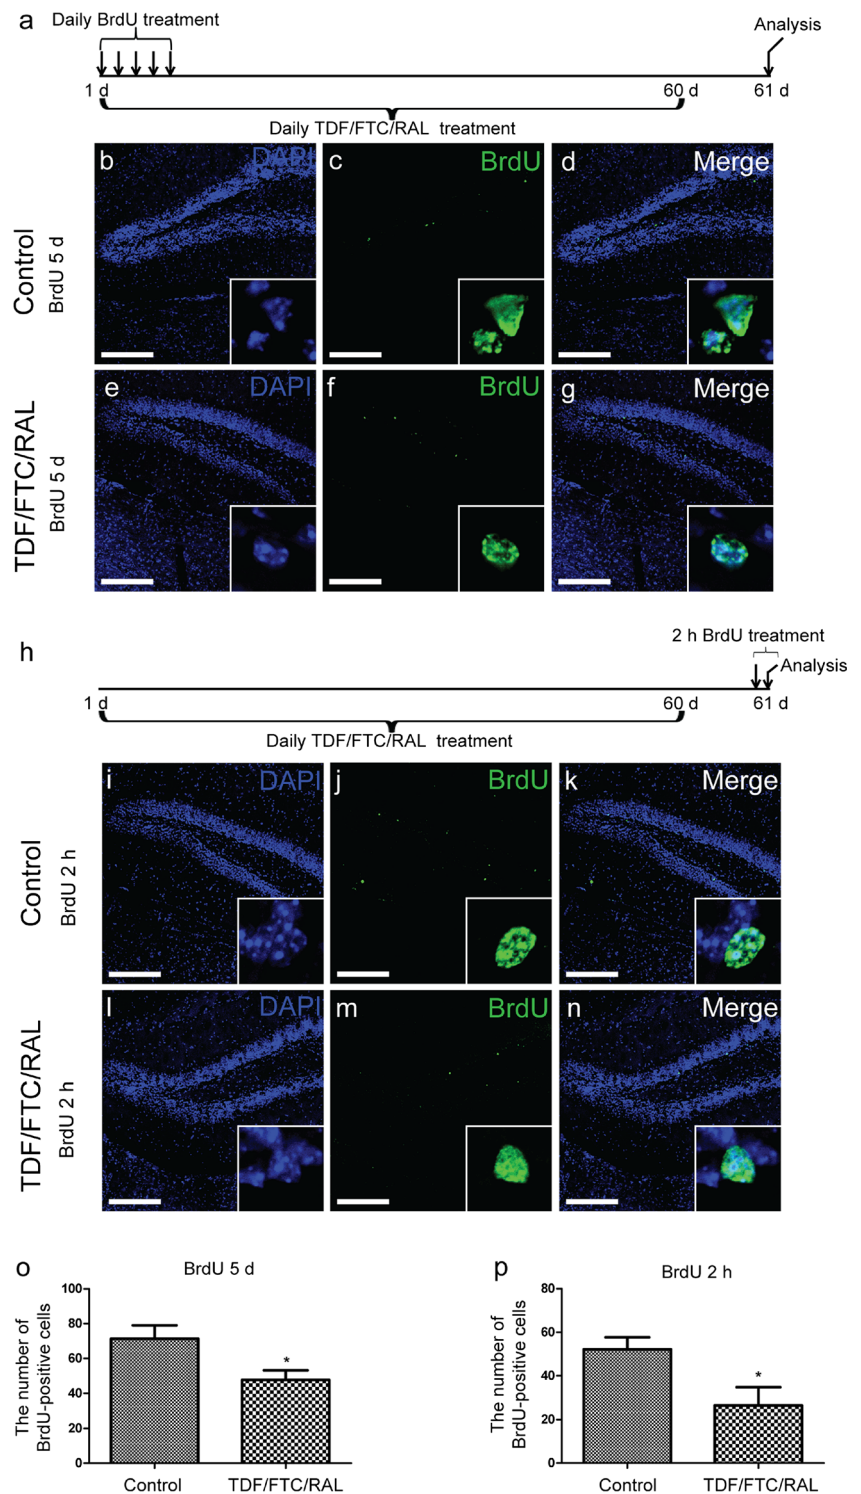 a
Daily BrdU treatment
Analysis
1 d
60 d
61 d
Daily TDF/FTC/RAL treatment
Control
BrdU 5 d
b
DAPI
c
BrdU
d
Merge
TDF/FTC/RAL
BrdU 5 d
e
DAPI
f
BrdU
g
Merge
h
2 h BrdU treatment
Analysis
1 d
60 d
61 d
Daily TDF/FTC/RAL treatment
Control
BrdU 2 h
i
DAPI
j
BrdU
k
Merge
TDF/FTC/RAL
BrdU 2 h
l
DAPI
m
BrdU
n
Merge
o
BrdU 5 d
The number of
BrdU-positive cells
100
80
60
40
20
0
*
Control
TDF/FTC/RAL
p
BrdU 2 h
The number of
BrdU-positive cells
80
60
40
20
0
*
Control
TDF/FTC/RAL